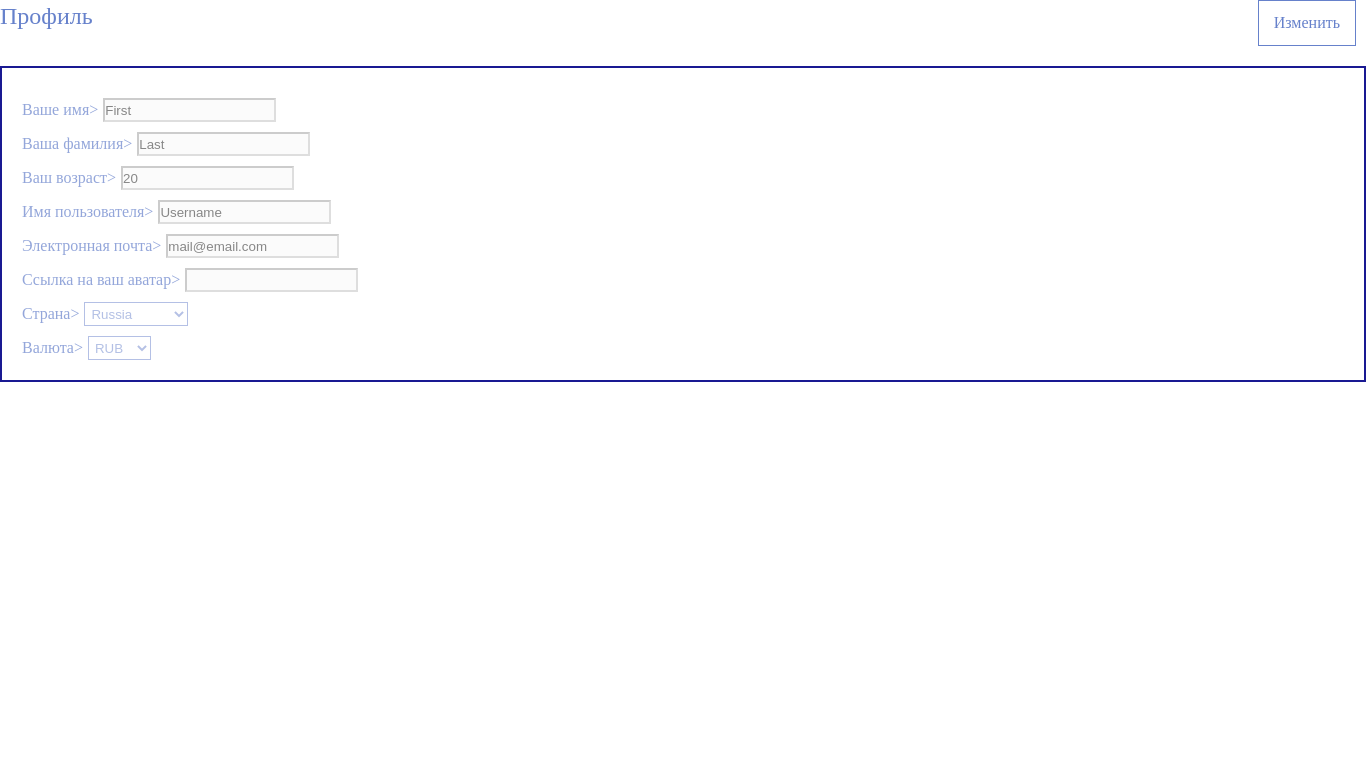 Профиль
Изменить
Ваше имя> First
Ваша фамилия> Last
Ваш возраст> 20
Имя пользователя> Username
Электронная почта> mail@email.com
Ссылка на ваш аватар>
Страна> Russia
Валюта> RUB